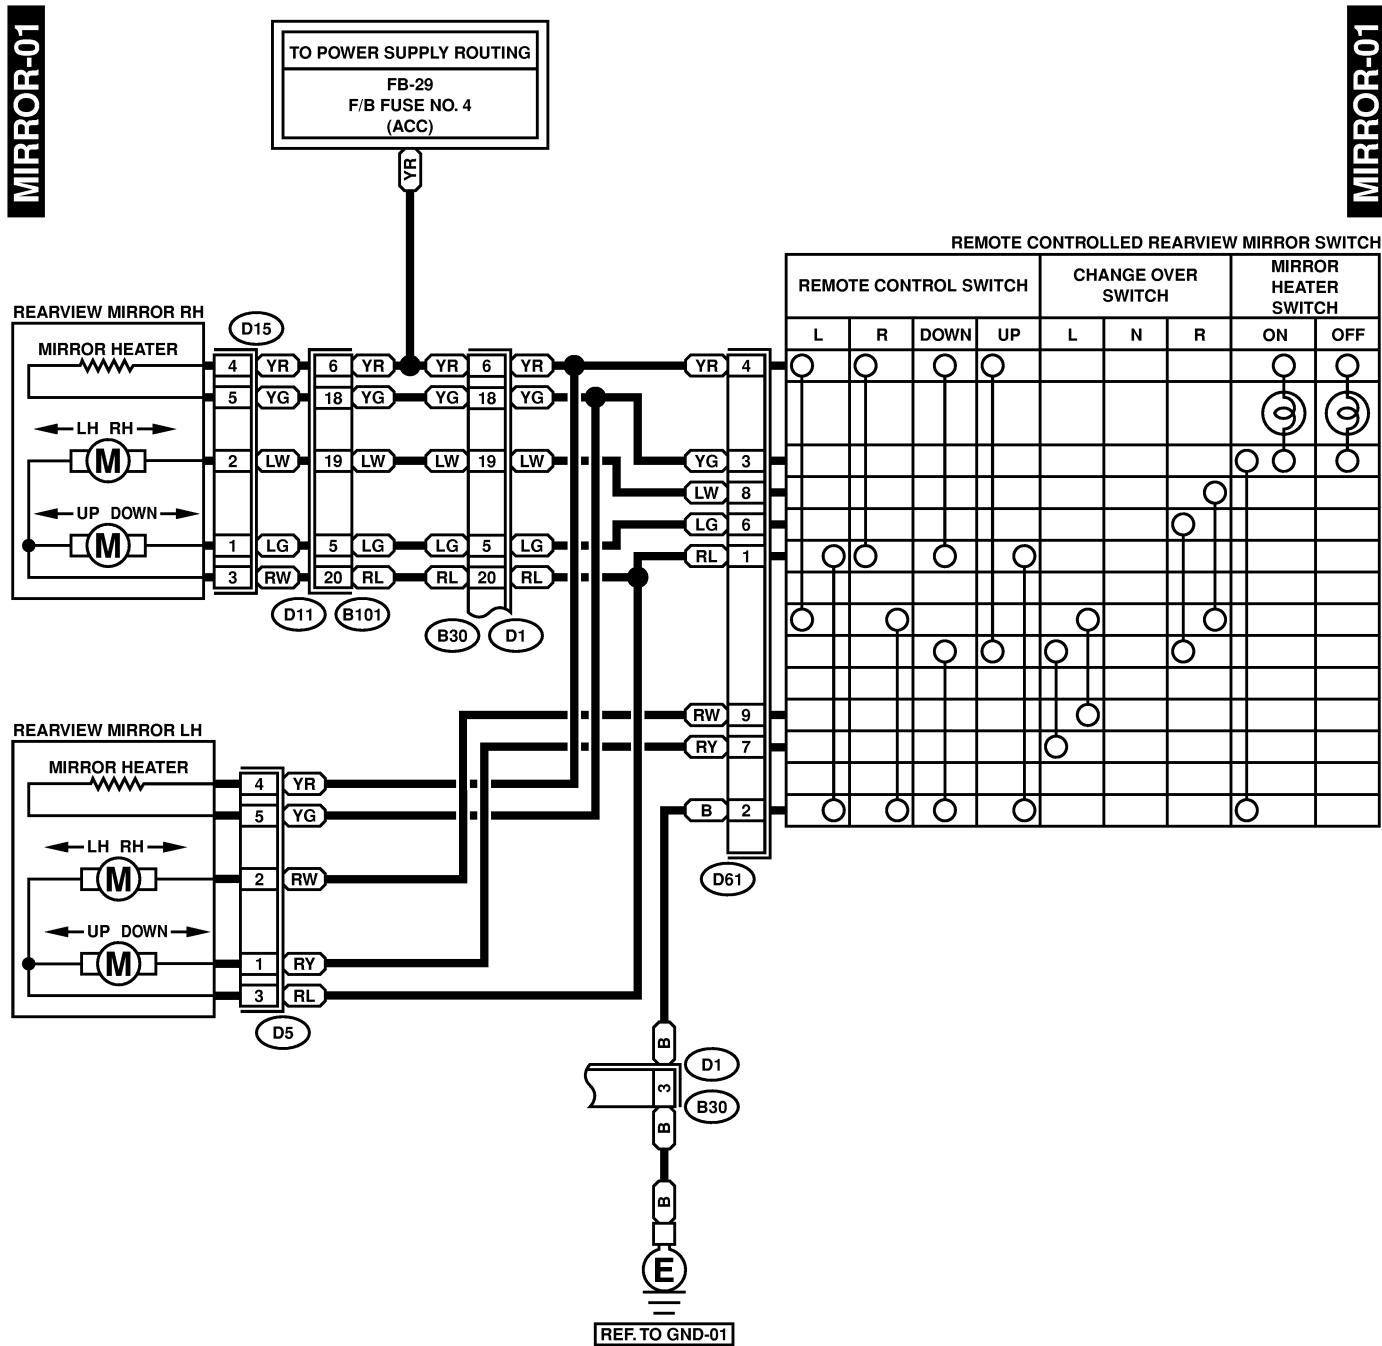 MIRROR-01
MIRROR-01
TO POWER SUPPLY ROUTING
FB-29
F/B FUSE NO. 4
(ACC)
YR
REMOTE CONTROLLED REARVIEW MIRROR SWITCH
REMOTE CONTROL SWITCH
CHANGE OVER
SWITCH
MIRROR
HEATER
SWITCH
L R DOWN UP L N R ON OFF
REARVIEW MIRROR RH
D15
MIRROR HEATER
4 YR 6 YR YR 6 YR YR 4
5 YG 18 YG YG 18 YG
LH RH
M 2 LW 19 LW LW 19 LW YG 3
LW 8
UP DOWN
LG 6
M 1 LG 5 LG LG 5 LG RL 1
3 RW 20 RL RL 20 RL
D11 B101 B30 D1
RW 9
RY 7
REARVIEW MIRROR LH
MIRROR HEATER
4 YR
5 YG
B 2
LH RH
M 2 RW
D61
UP DOWN
M 1 RY
3 RL
D5
B
D1
3
B30
B
B
E
REF. TO GND-01